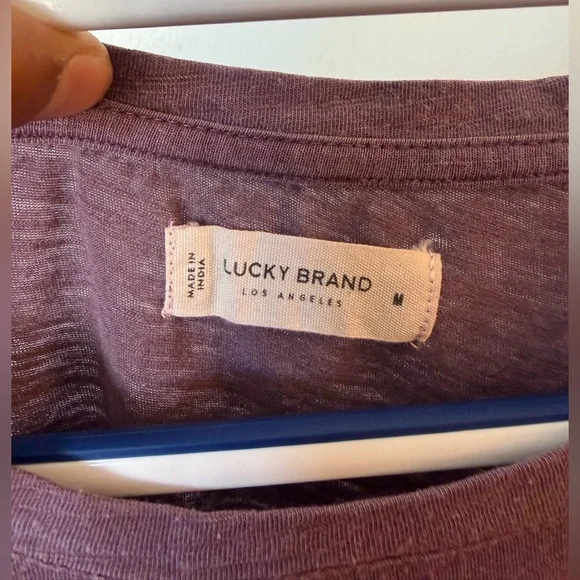 MADE IN
INDIA
LUCKY BRAND
LOS ANGELES
M